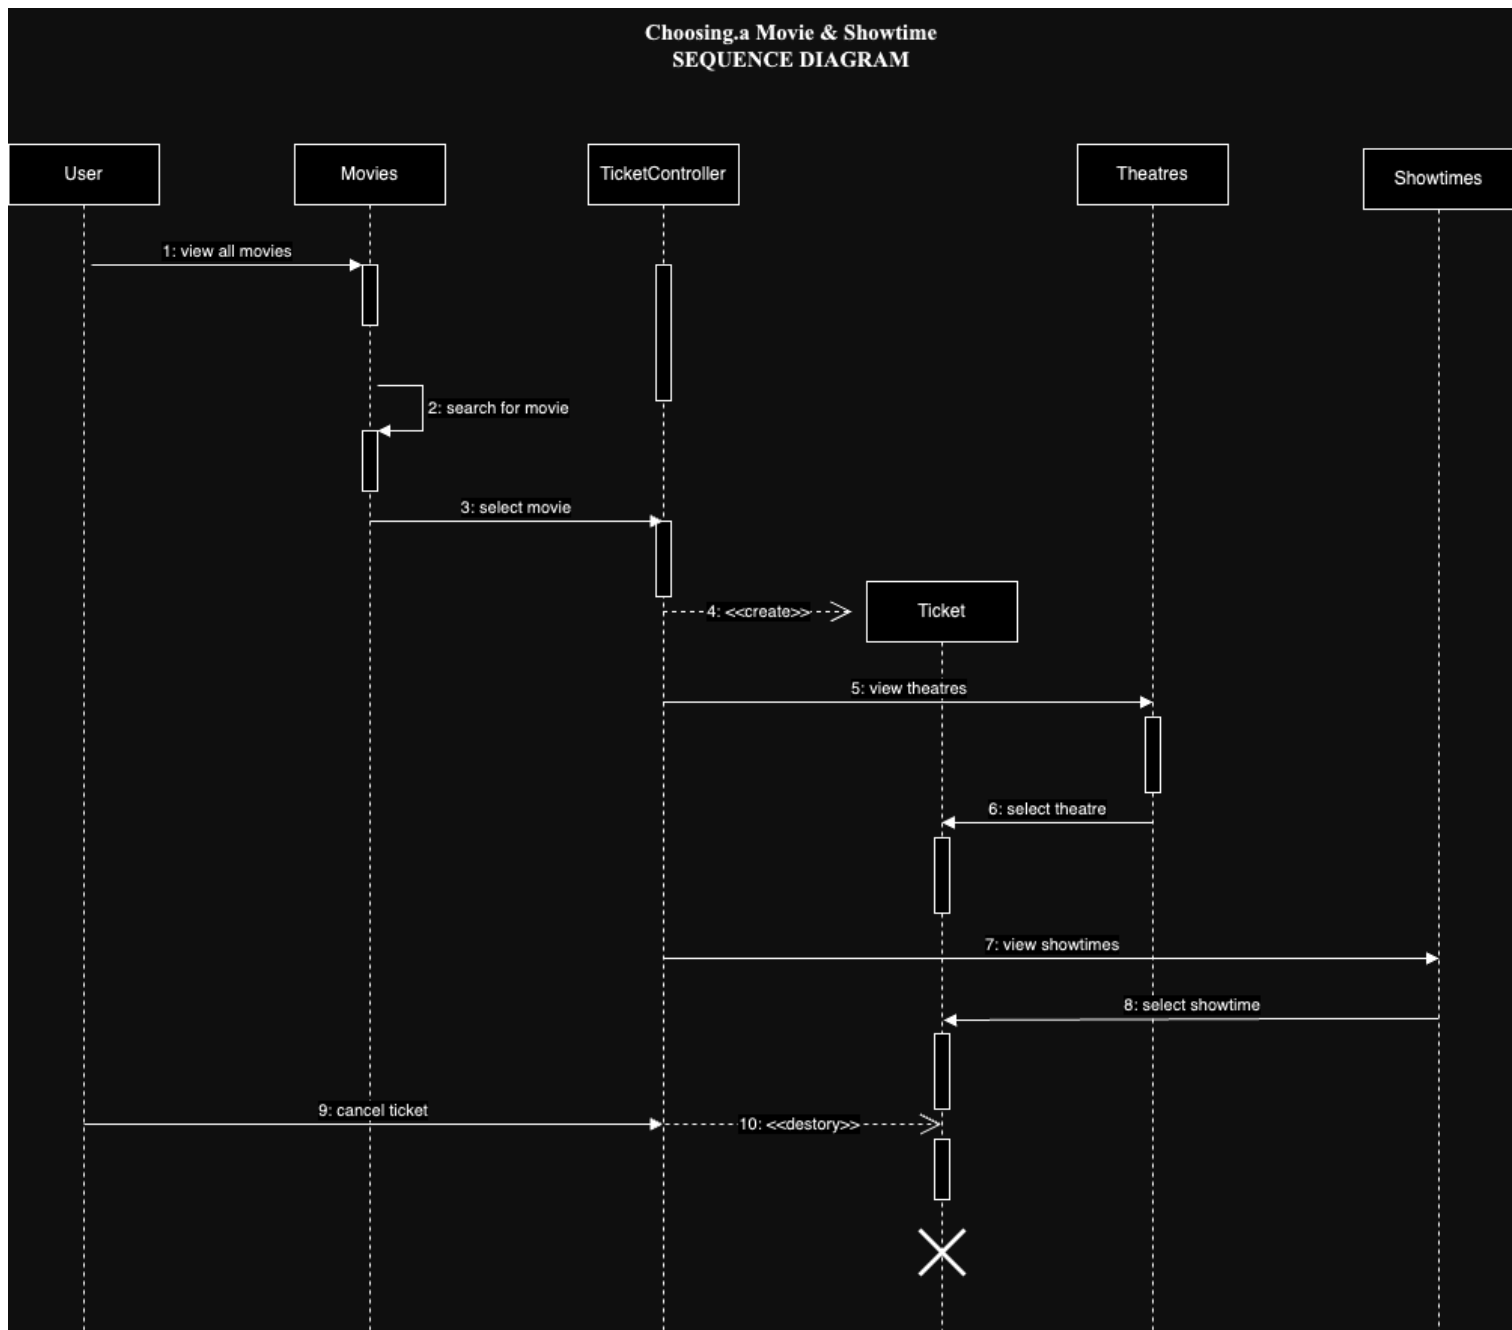 Choosing.a Movie & Showtime
SEQUENCE DIAGRAM
User
Movies
TicketController
Theatres
Showtimes
1: view all movies
2: search for movie
3: select movie
4: <<create>>
Ticket
5: view theatres
6: select theatre
7: view showtimes
8: select showtime
9: cancel ticket
10: <<destory>>